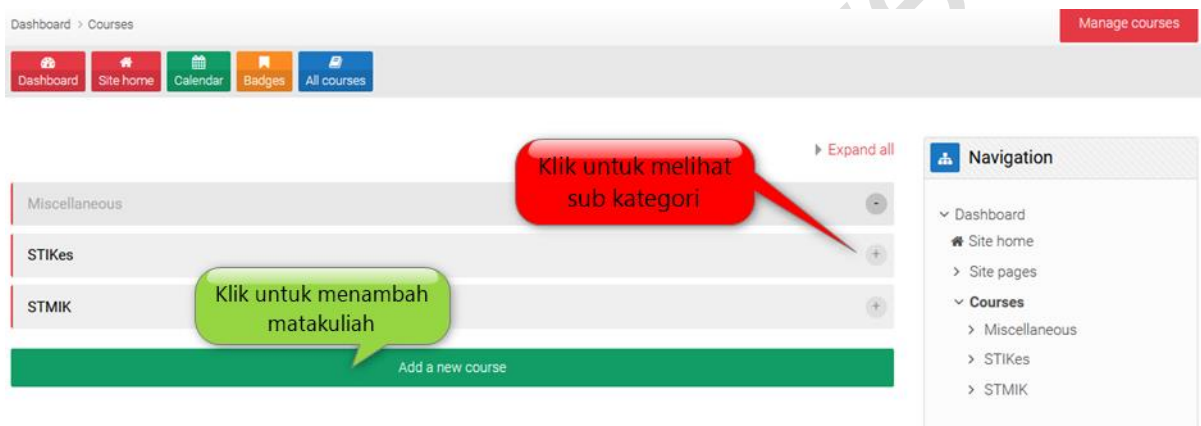 Dashboard > Courses
Manage courses
Dashboard
Site home
Calendar
Badges
All courses
Expand all
Klik untuk melihat
sub kategori
Navigation
Miscellaneous
STIKes
Klik untuk menambah
matakuliah
STMIK
Add a new course
Dashboard
Site home
Site pages
Courses
Miscellaneous
STIKes
STMIK